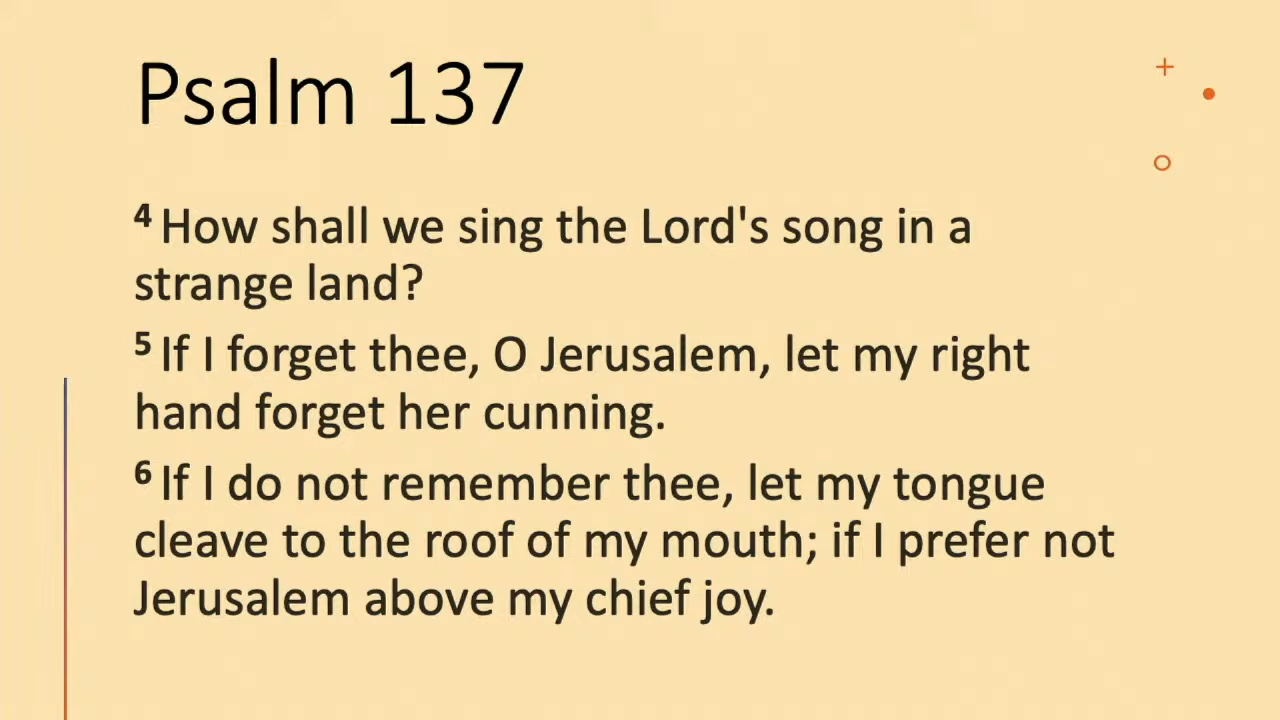 Psalm 137
4 How shall we sing the Lord's song in a
strange land?
5 If I forget thee, O Jerusalem, let my right
hand forget her cunning.
6 If I do not remember thee, let my tongue
cleave to the roof of my mouth; if I prefer not
Jerusalem above my chief joy.